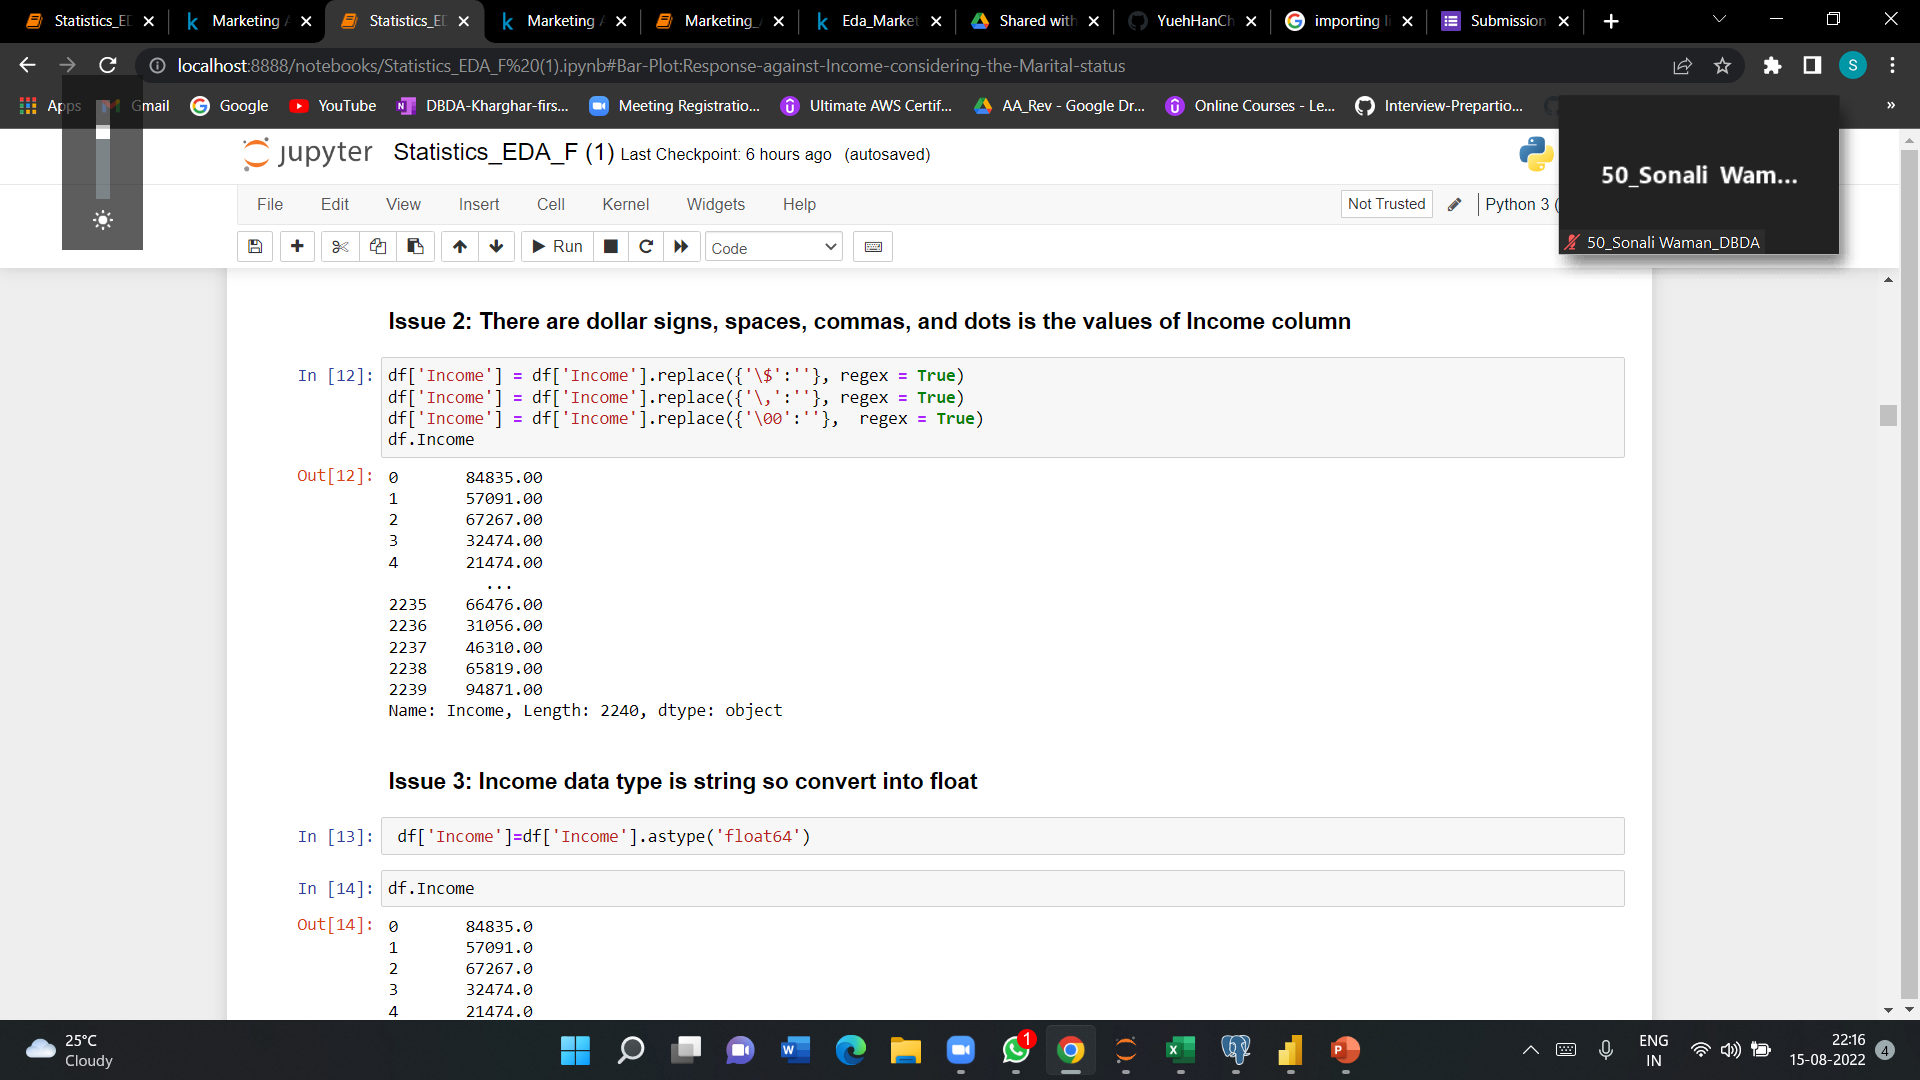 Statistics_ED
Marketing A
Statistics_ED
Marketing A
Marketing_
Eda_Market
Shared with
YuehHanCh
importing li
Submission
localhost:8888/notebooks/Statistics_EDA_F%20(1).ipynb#Bar-Plot:Response-against-Income-considering-the-Marital-status
S
Apps
Gmail
Google
YouTube
DBDA-Kharghar-firs...
Meeting Registratio...
Ultimate AWS Certif...
AA_Rev - Google Dr...
Online Courses - Le...
Interview-Prepartio...
»
jupyter Statistics_EDA_F (1) Last Checkpoint: 6 hours ago (autosaved)
50_Sonali Wam...
50_Sonali Waman_DBDA
File Edit View Insert Cell Kernel Widgets Help
Not Trusted
Python 3 (
Run
Code
Issue 2: There are dollar signs, spaces, commas, and dots is the values of Income column
In [12]:
df['Income'] = df['Income'].replace({'\$':''}, regex = True)
df['Income'] = df['Income'].replace({'\,':''}, regex = True)
df['Income'] = df['Income'].replace({'\00':''},  regex = True)
df.Income
Out[12]:
0 84835.00
1 57091.00
2 67267.00
3 32474.00
4 21474.00
...
2235 66476.00
2236 31056.00
2237 46310.00
2238 65819.00
2239 94871.00
Name: Income, Length: 2240, dtype: object
Issue 3: Income data type is string so convert into float
In [13]:
df['Income']=df['Income'].astype('float64')
In [14]:
df.Income
Out[14]:
0 84835.0
1 57091.0
2 67267.0
3 32474.0
4 21474.0
25°C
Cloudy
1
ENG
IN
22:16
15-08-2022
4